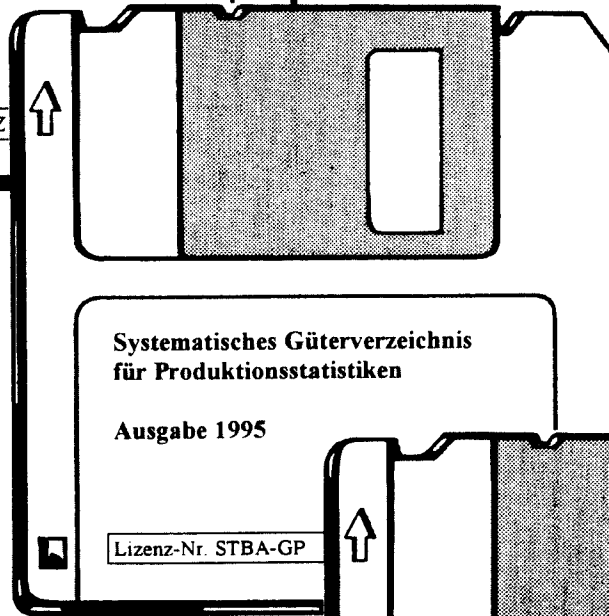 Systematisches Güterverzeichnis
für Produktionsstatistiken
Ausgabe 1995
Lizenz-Nr. STBA-GP